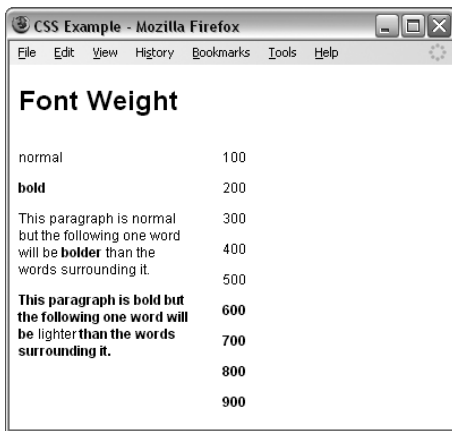 CSS Example - Mozilla Firefox
File Edit View History Bookmarks Tools Help
Font Weight
normal
bold
This paragraph is normal
but the following one word
will be bolder than the
words surrounding it.
This paragraph is bold but
the following one word will
be lighter than the words
surrounding it.
100
200
300
400
500
600
700
800
900